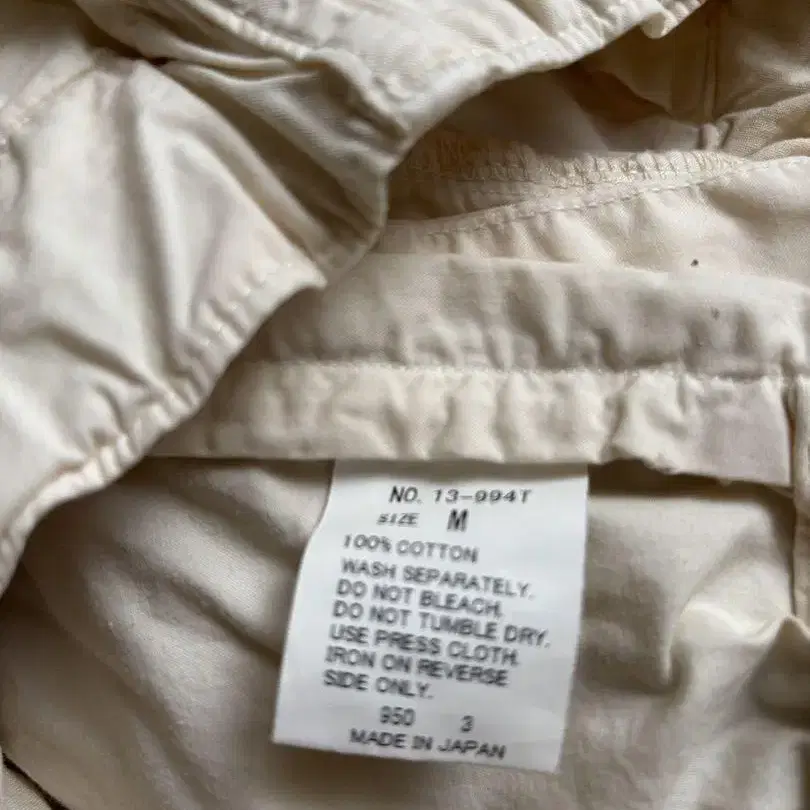 NO. 13-994T
SIZE M
100% COTTON
WASH SEPARATELY.
DO NOT BLEACH.
DO NOT TUMBLE DRY.
USE PRESS CLOTH.
IRON ON REVERSE
SIDE ONLY.
950 3
MADE IN JAPAN